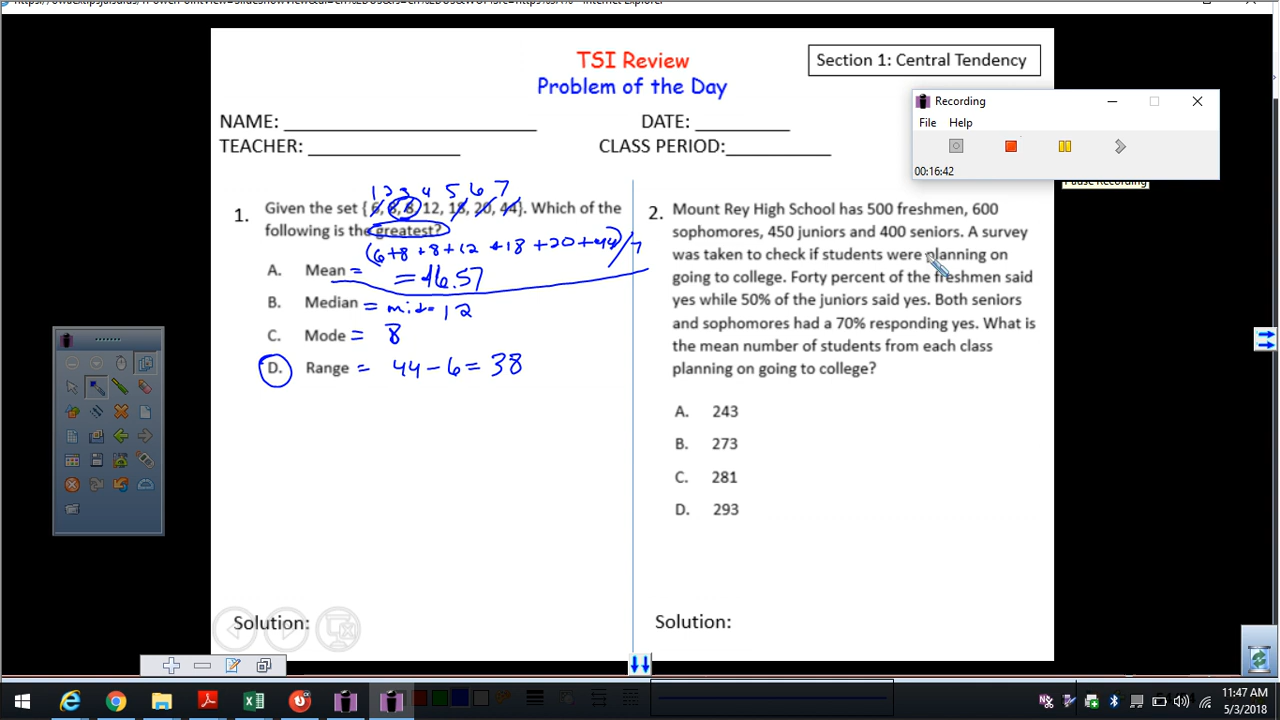 TSI Review
Problem of the Day
Section 1: Central Tendency
Recording
File Help
00:16:42
Pause Recording
NAME: DATE:
TEACHER: CLASS PERIOD:
1 2 3 4 5 6 7
1. Given the set { 6, 8, 8, 12, 18, 20, 44}. Which of the
following is the greatest?
(6+8+8+12+18+20+44)/7
A. Mean =
= 16.57
B. Median = mid = 12
C. Mode = 8
D. Range = 44 - 6 = 38
Solution:
2. Mount Rey High School has 500 freshmen, 600
sophomores, 450 juniors and 400 seniors. A survey
was taken to check if students were planning on
going to college. Forty percent of the freshmen said
yes while 50% of the juniors said yes. Both seniors
and sophomores had a 70% responding yes. What is
the mean number of students from each class
planning on going to college?
A. 243
B. 273
C. 281
D. 293
Solution:
11:47 AM
5/3/2018